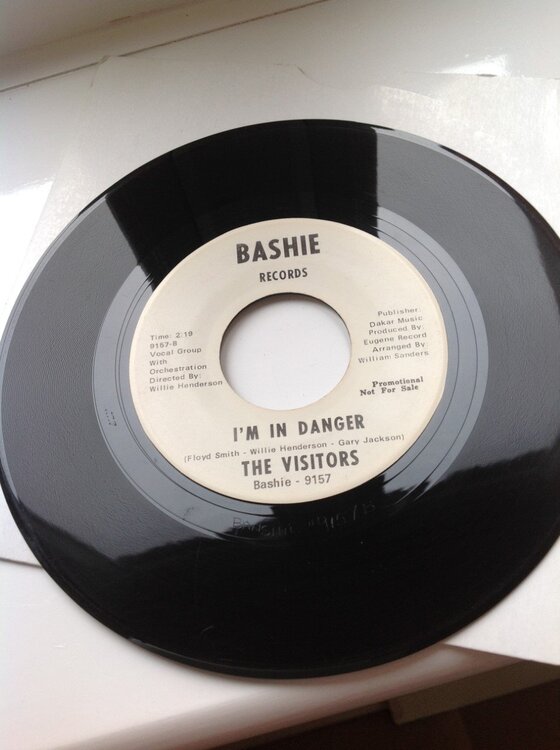 BASHIE
RECORDS
Time: 2:19
9157-B
Vocal Group
With
Orchestration
Directed By:
Willie Henderson
Publisher:
Dakar Music
Produced By:
Eugene Record
Arranged By
William Sanders
Promotional
Not For Sale
I'M IN DANGER
(Floyd Smith - Willie Henderson - Gary Jackson)
THE VISITORS
Bashie - 9157